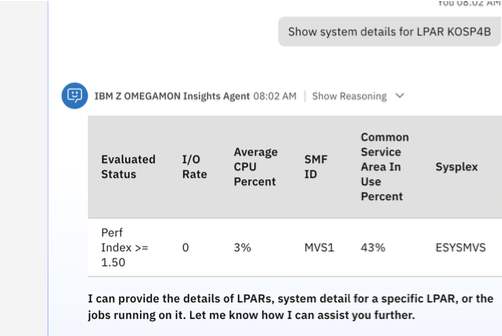 You 08:02 AM
Show system details for LPAR KOSP4B
IBM Z OMEGAMON Insights Agent 08:02 AM | Show Reasoning
Evaluated Status I/O Rate Average CPU Percent SMF ID Common Service Area In Use Percent Sysplex
Perf Index >= 1.50 0 3% MVS1 43% ESYSMVS
I can provide the details of LPARs, system detail for a specific LPAR, or the
jobs running on it. Let me know how I can assist you further.